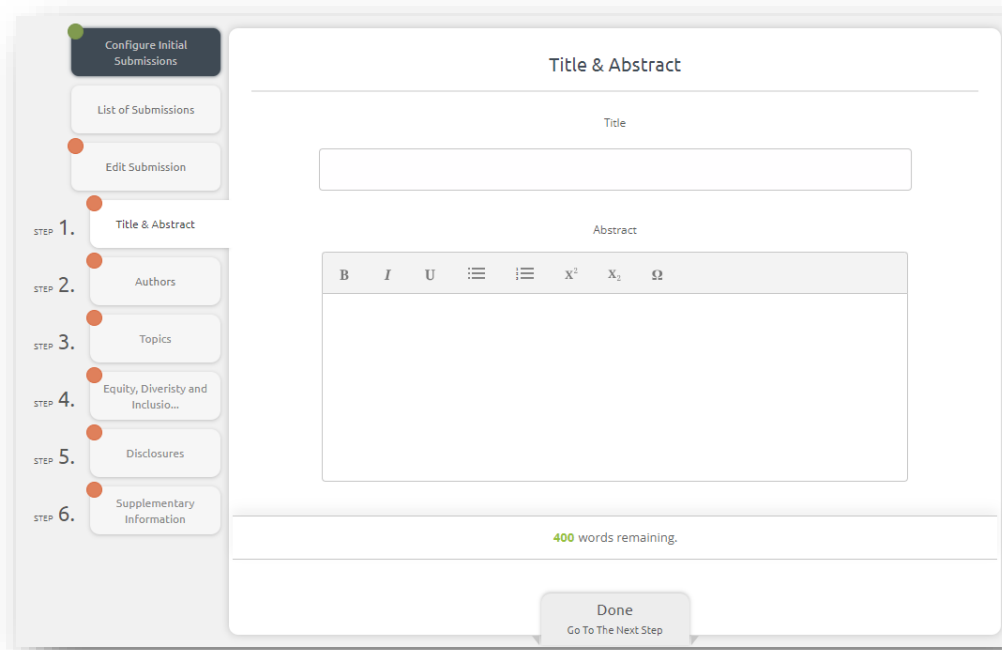 Configure Initial
Submissions
List of Submissions
Edit Submission
STEP 1.
Title & Abstract
STEP 2.
Authors
STEP 3.
Topics
STEP 4.
Equity, Diveristy and
Inclusio...
STEP 5.
Disclosures
STEP 6.
Supplementary
Information
Title & Abstract
Title
Abstract
B I U X² X₂ Ω
400 words remaining.
Done
Go To The Next Step